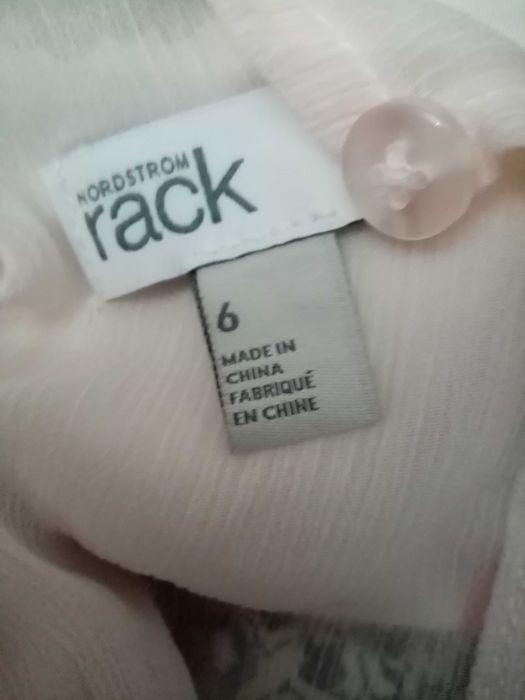 NORDSTROM
rack
6
MADE IN
CHINA
FABRIQUÉ
EN CHINE